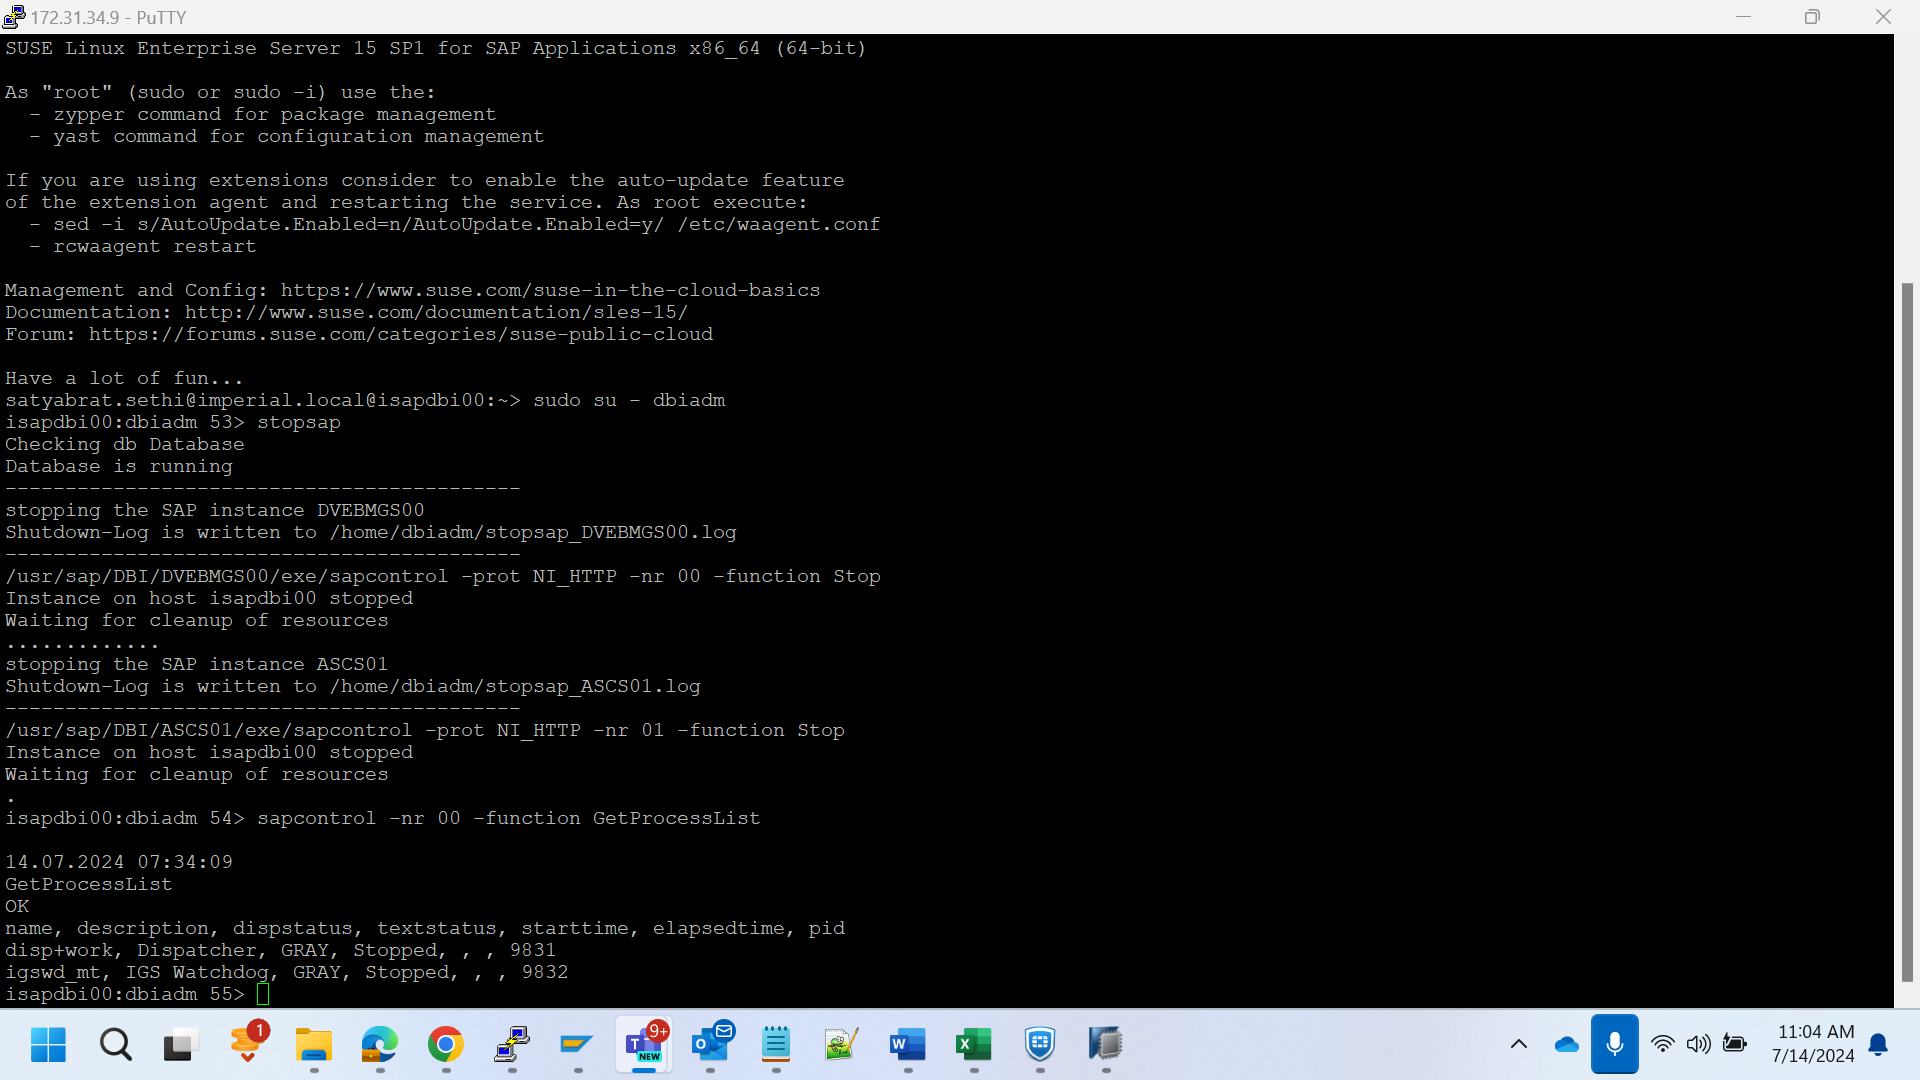 172.31.34.9 - PuTTY
SUSE Linux Enterprise Server 15 SP1 for SAP Applications x86_64 (64-bit)
As "root" (sudo or sudo -i) use the:
- zypper command for package management
- yast command for configuration management
If you are using extensions consider to enable the auto-update feature
of the extension agent and restarting the service. As root execute:
- sed -i s/AutoUpdate.Enabled=n/AutoUpdate.Enabled=y/ /etc/waagent.conf
- rcwaagent restart
Management and Config: https://www.suse.com/suse-in-the-cloud-basics
Documentation: http://www.suse.com/documentation/sles-15/
Forum: https://forums.suse.com/categories/suse-public-cloud
Have a lot of fun...
satyabrat.sethi@imperial.local@isapdbi00:~> sudo su - dbiadm
isapdbi00:dbiadm 53> stopsap
Checking db Database
Database is running
-------------------------------------------
stopping the SAP instance DVEBMGS00
Shutdown-Log is written to /home/dbiadm/stopsap_DVEBMGS00.log
-------------------------------------------
/usr/sap/DBI/DVEBMGS00/exe/sapcontrol -prot NI_HTTP -nr 00 -function Stop
Instance on host isapdbi00 stopped
Waiting for cleanup of resources
.............
stopping the SAP instance ASCS01
Shutdown-Log is written to /home/dbiadm/stopsap_ASCS01.log
-------------------------------------------
/usr/sap/DBI/ASCS01/exe/sapcontrol -prot NI_HTTP -nr 01 -function Stop
Instance on host isapdbi00 stopped
Waiting for cleanup of resources
.
isapdbi00:dbiadm 54> sapcontrol -nr 00 -function GetProcessList
14.07.2024 07:34:09
GetProcessList
OK
name, description, dispstatus, textstatus, starttime, elapsedtime, pid
disp+work, Dispatcher, GRAY, Stopped, , , 9831
igswd_mt, IGS Watchdog, GRAY, Stopped, , , 9832
isapdbi00:dbiadm 55>
1
9+
NEW
11:04 AM
7/14/2024